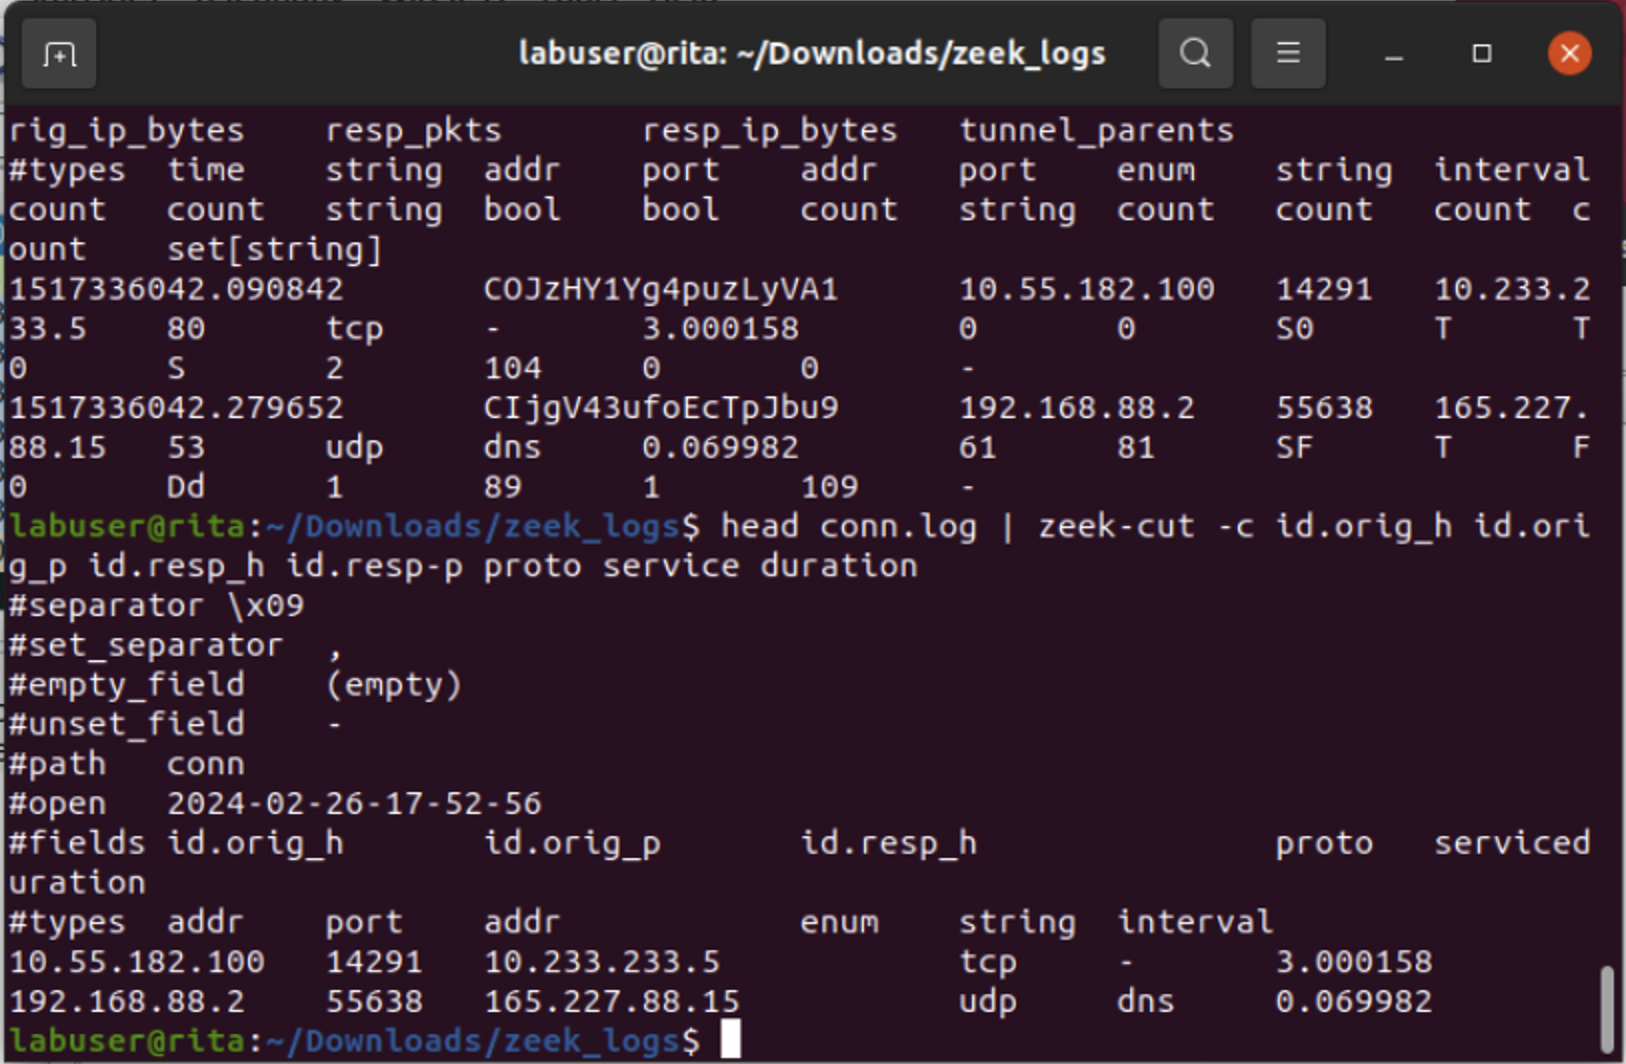 labuser@rita: ~/Downloads/zeek_logs
rig_ip_bytes resp_pkts resp_ip_bytes tunnel_parents
#types time string addr port addr port enum string interval
count count string bool bool count string count count count c
ount set[string]
1517336042.090842 COJzHY1Yg4puzLyVA1 10.55.182.100 14291 10.233.2
33.5 80 tcp - 3.000158 0 0 S0 T T
0 S 2 104 0 0 -
1517336042.279652 CIjgV43ufoEcTpJbu9 192.168.88.2 55638 165.227.
88.15 53 udp dns 0.069982 61 81 SF T F
0 Dd 1 89 1 109 -
labuser@rita:~/Downloads/zeek_logs$ head conn.log | zeek-cut -c id.orig_h id.ori
g_p id.resp_h id.resp-p proto service duration
#separator \x09
#set_separator ,
#empty_field (empty)
#unset_field -
#path conn
#open 2024-02-26-17-52-56
#fields id.orig_h id.orig_p id.resp_h proto serviced
uration
#types addr port addr enum string interval
10.55.182.100 14291 10.233.233.5 tcp - 3.000158
192.168.88.2 55638 165.227.88.15 udp dns 0.069982
labuser@rita:~/Downloads/zeek_logs$